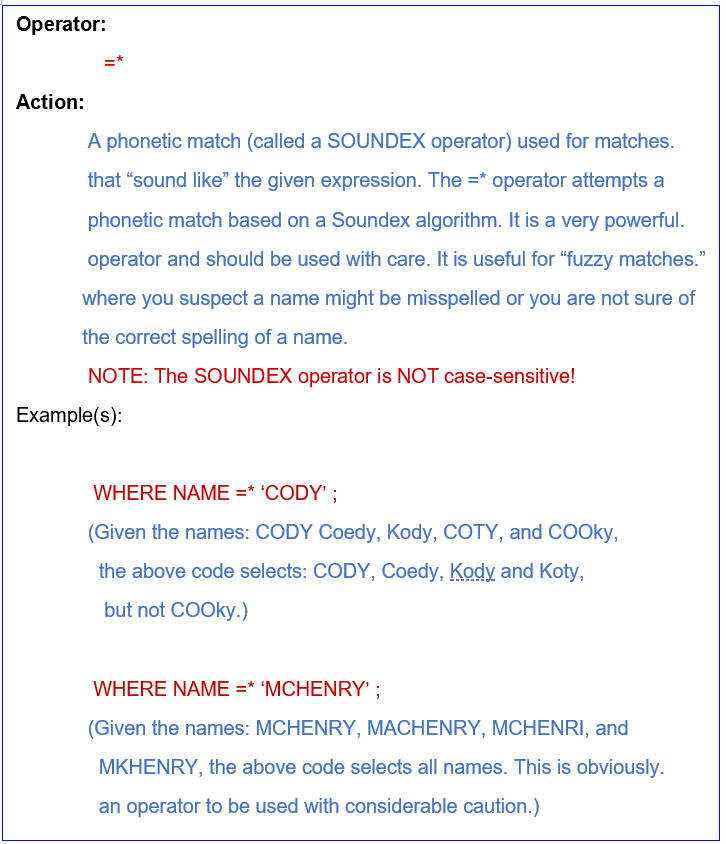 Operator:
=*
Action:
A phonetic match (called a SOUNDEX operator) used for matches.
that “sound like” the given expression. The =* operator attempts a
phonetic match based on a Soundex algorithm. It is a very powerful.
operator and should be used with care. It is useful for “fuzzy matches.”
where you suspect a name might be misspelled or you are not sure of
the correct spelling of a name.
NOTE: The SOUNDEX operator is NOT case-sensitive!
Example(s):
WHERE NAME =* ‘CODY’ ;
(Given the names: CODY Coedy, Kody, COTY, and COOky,
the above code selects: CODY, Coedy, Kody and Koty,
but not COOky.)
WHERE NAME =* ‘MCHENRY’ ;
(Given the names: MCHENRY, MACHENRY, MCHENRI, and
MKHENRY, the above code selects all names. This is obviously.
an operator to be used with considerable caution.)